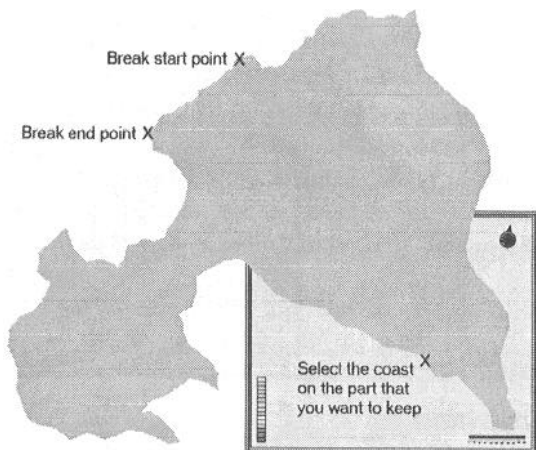 Break start point X
Break end point X
X
Select the coast
on the part that
you want to keep